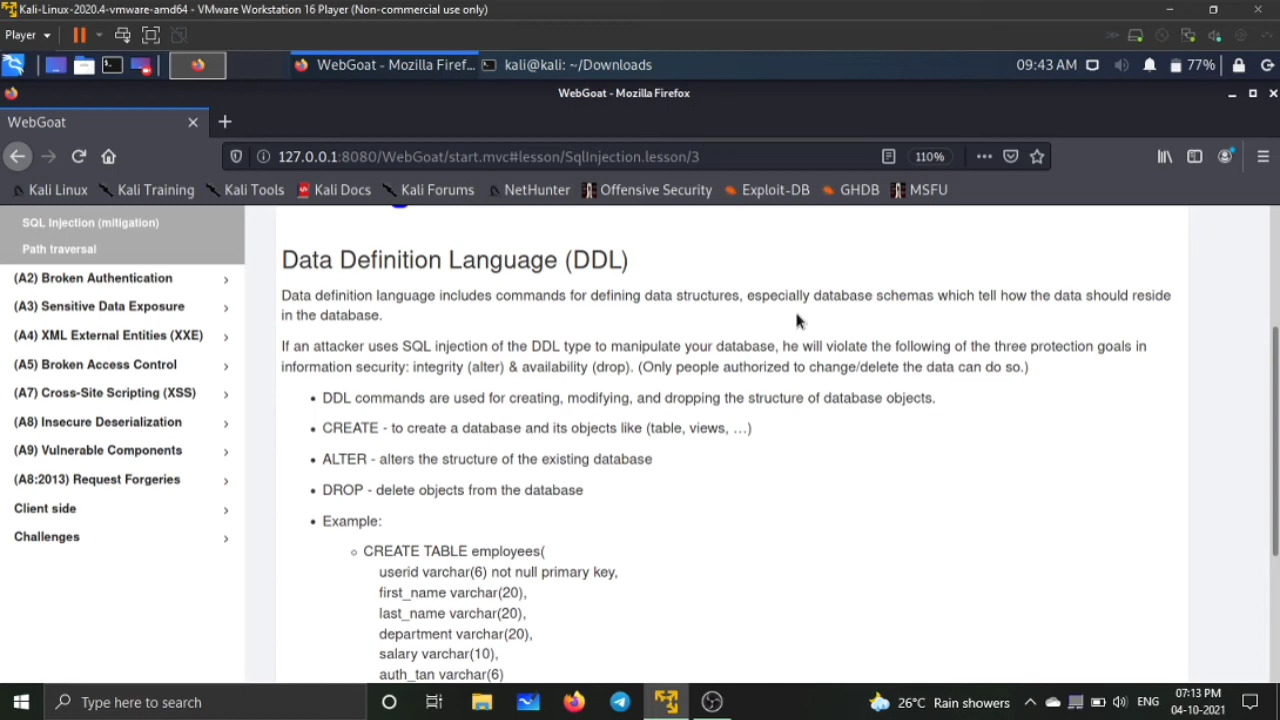 Kali-Linux-2020.4-vmware-amd64 - VMware Workstation 16 Player (Non-commercial use only)
Player
WebGoat - Mozilla Firef... kali@kali: ~/Downloads 09:43 AM 77%
WebGoat - Mozilla Firefox
WebGoat
127.0.0.1:8080/WebGoat/start.mvc#lesson/SqlInjection.lesson/3 110%
Kali Linux Kali Training Kali Tools Kali Docs Kali Forums NetHunter Offensive Security Exploit-DB GHDB MSFU
SQL Injection (mitigation)
Path traversal
(A2) Broken Authentication
(A3) Sensitive Data Exposure
(A4) XML External Entities (XXE)
(A5) Broken Access Control
(A7) Cross-Site Scripting (XSS)
(A8) Insecure Deserialization
(A9) Vulnerable Components
(A8:2013) Request Forgeries
Client side
Challenges
Data Definition Language (DDL)
Data definition language includes commands for defining data structures, especially database schemas which tell how the data should reside
in the database.
If an attacker uses SQL injection of the DDL type to manipulate your database, he will violate the following of the three protection goals in
information security: integrity (alter) & availability (drop). (Only people authorized to change/delete the data can do so.)
• DDL commands are used for creating, modifying, and dropping the structure of database objects.
• CREATE - to create a database and its objects like (table, views, …)
• ALTER - alters the structure of the existing database
• DROP - delete objects from the database
• Example:
○ CREATE TABLE employees(
userid varchar(6) not null primary key,
first_name varchar(20),
last_name varchar(20),
department varchar(20),
salary varchar(10),
auth_tan varchar(6)
Type here to search 26°C Rain showers ENG 07:13 PM
04-10-2021